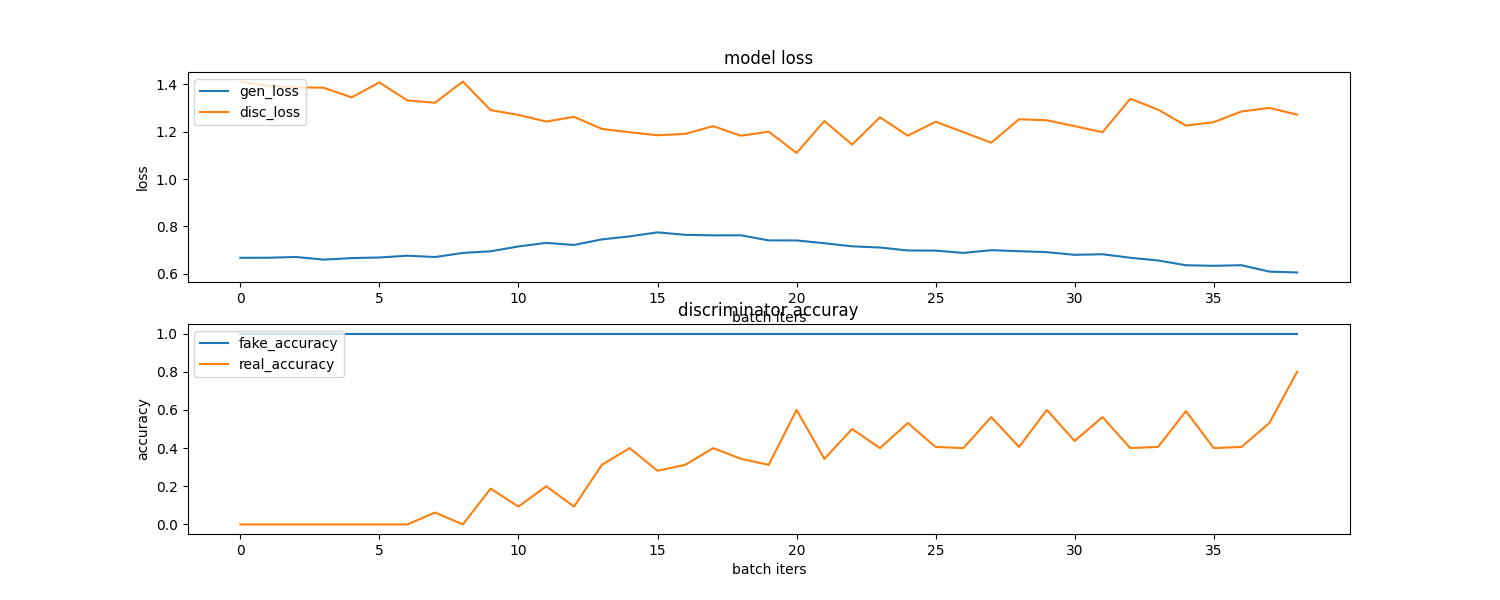 model loss
gen_loss
disc_loss
loss
1.4
1.2
1.0
0.8
0.6
0 5 10 15 20 25 30 35
batch iters
discriminator accuray
fake_accuracy
real_accuracy
accuracy
1.0
0.8
0.6
0.4
0.2
0.0
0 5 10 15 20 25 30 35
batch iters